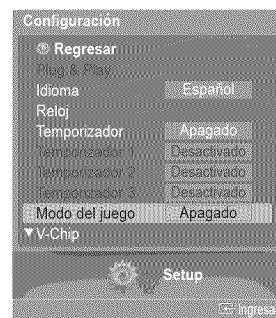 Configuración
Regresar
Plug & Play
Idioma Español
Reloj
Temporizador Apagado
Temporizador 1 Desactivado
Temporizador 2 Desactivado
Temporizador 3 Desactivado
Modo del juego Apagado
▼V-Chip
Setup
Ingresa